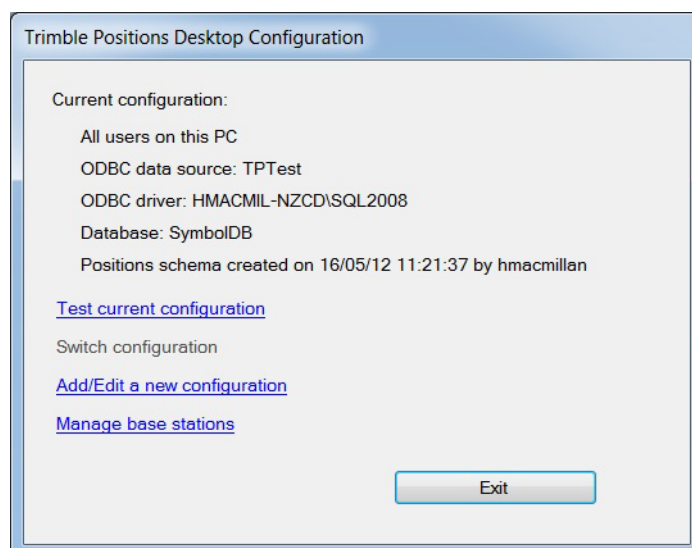 Trimble Positions Desktop Configuration
Current configuration:
All users on this PC
ODBC data source: TPTest
ODBC driver: HMACMIL-NZCD\SQL2008
Database: SymbolDB
Positions schema created on 16/05/12 11:21:37 by hmacmillan
Test current configuration
Switch configuration
Add/Edit a new configuration
Manage base stations
Exit